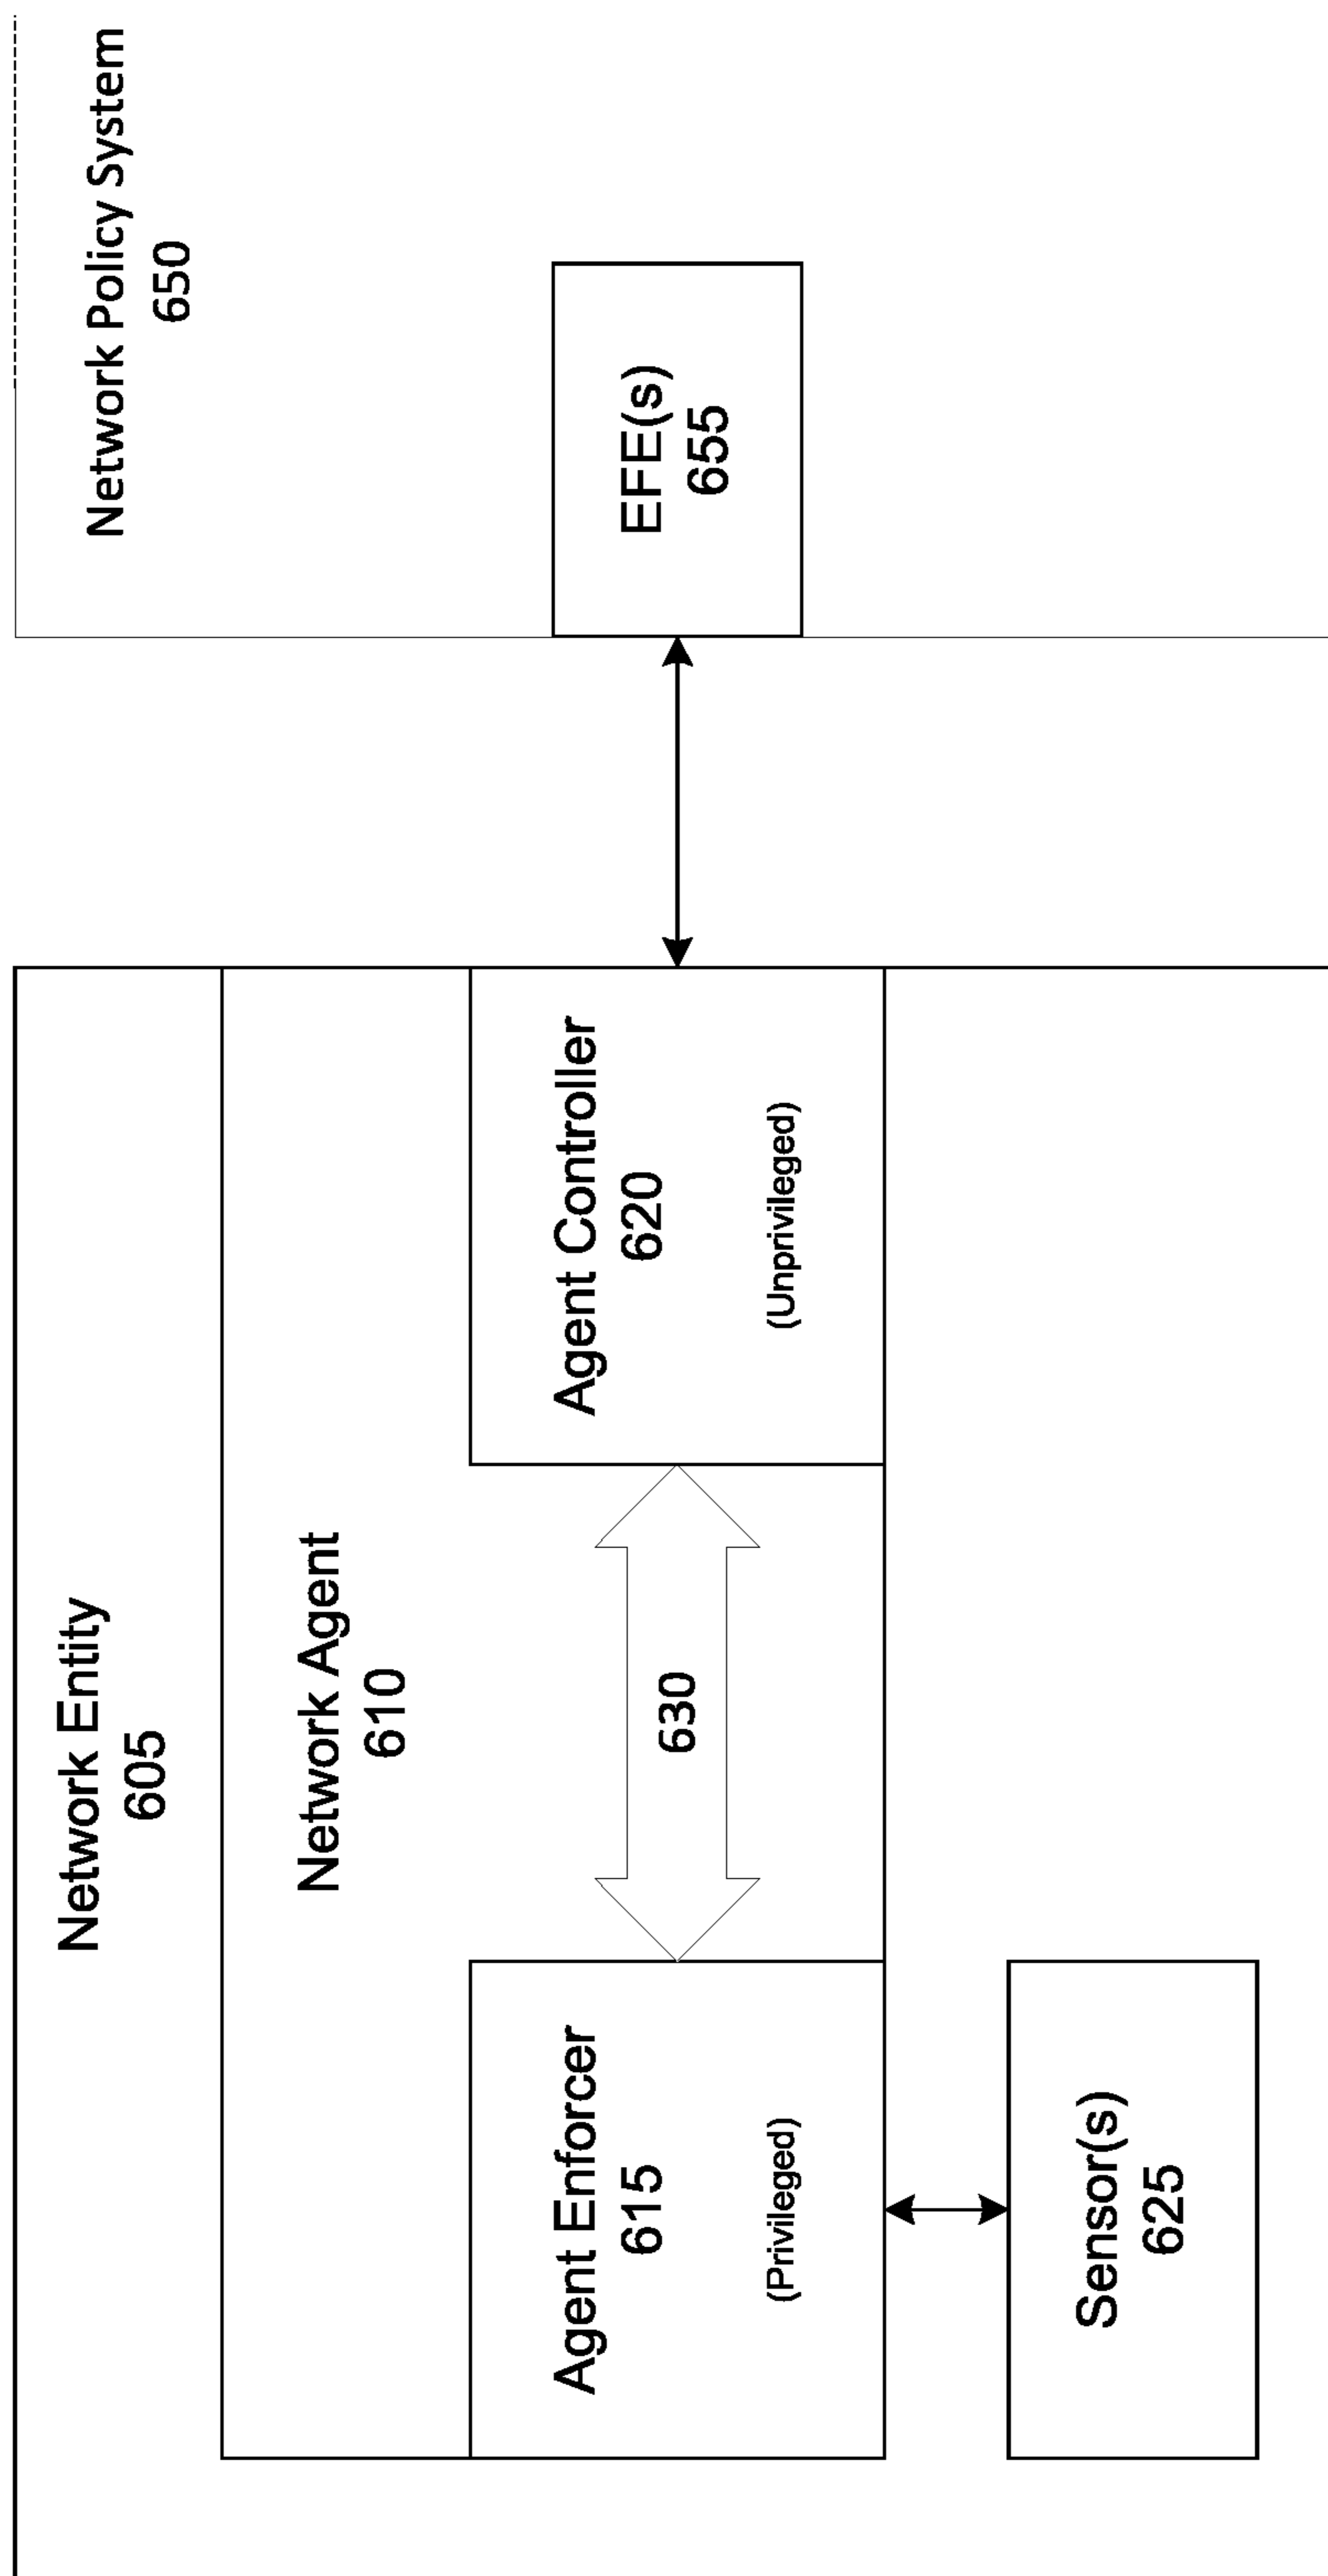 Network Entity
605
Network Agent
610
Agent Enforcer
615
(Privileged)
630
Agent Controller
620
(Unprivileged)
Sensor(s)
625
Network Policy System
650
EFE(s)
655